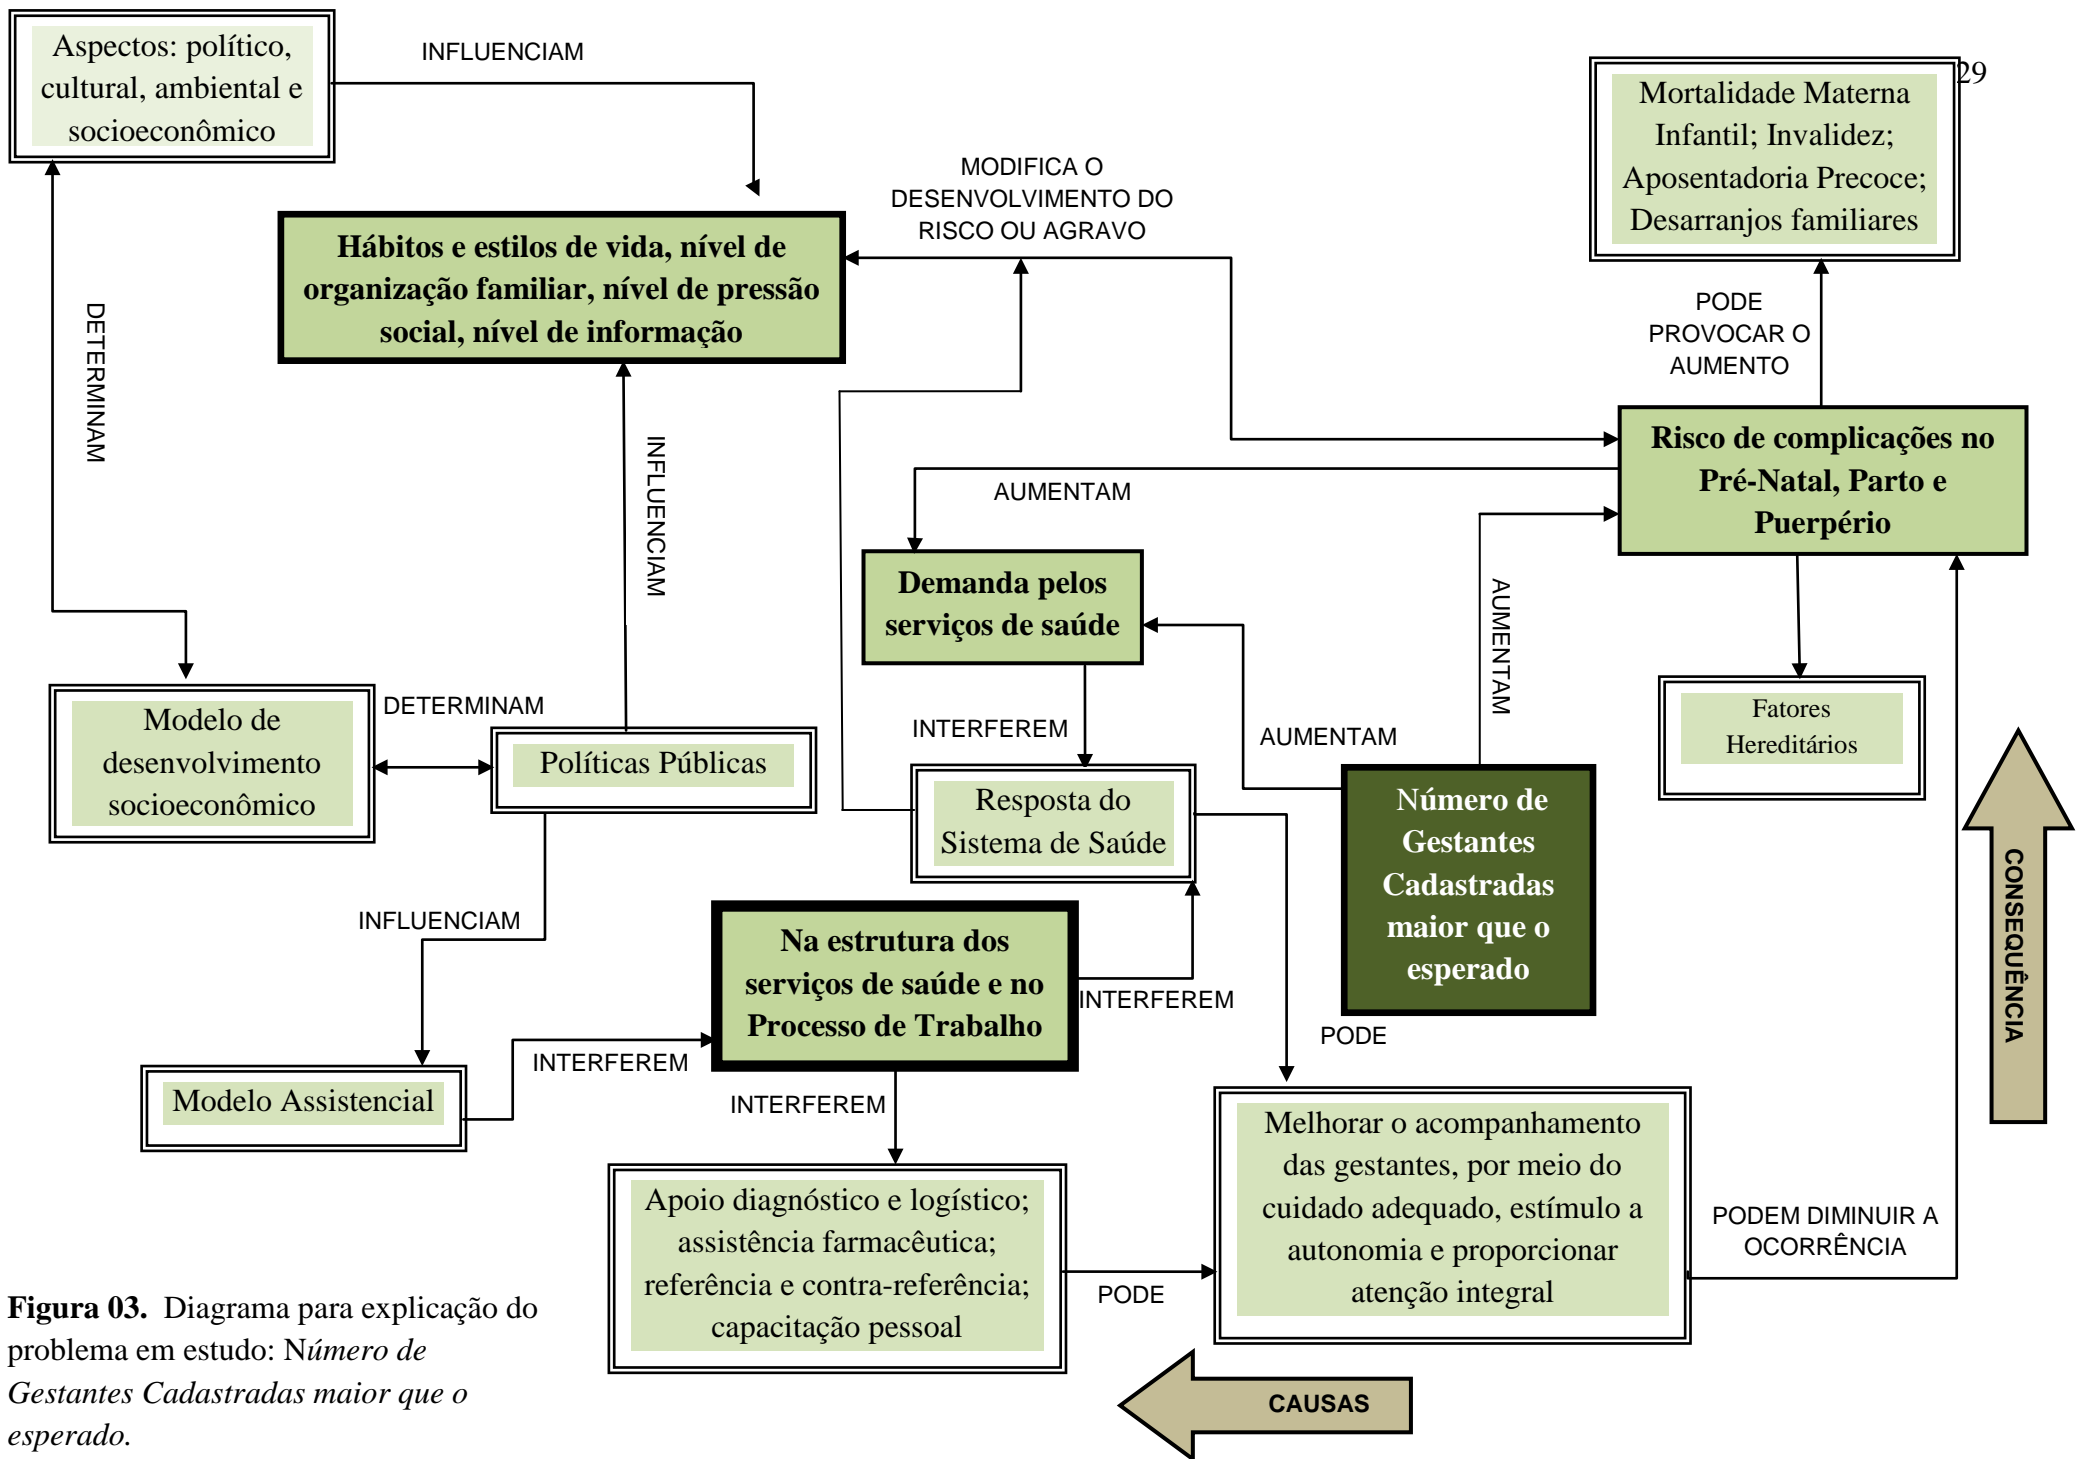 Aspectos: político,
cultural, ambiental e
socioeconômico
INFLUENCIAM
29
Mortalidade Materna
Infantil; Invalidez;
Aposentadoria Precoce;
Desarranjos familiares
MODIFICA O
DESENVOLVIMENTO DO
RISCO OU AGRAVO
Hábitos e estilos de vida, nível de
organização familiar, nível de pressão
social, nível de informação
DETERMINAM
PODE
PROVOCAR O
AUMENTO
INFLUENCIAM
Risco de complicações no
Pré-Natal, Parto e
Puerpério
AUMENTAM
Demanda pelos
serviços de saúde
AUMENTAM
Modelo de
desenvolvimento
socioeconômico
DETERMINAM
Políticas Públicas
INTERFEREM
AUMENTAM
Fatores
Hereditários
Resposta do
Sistema de Saúde
Número de
Gestantes
Cadastradas
maior que o
esperado
CONSEQUÊNCIA
INFLUENCIAM
Na estrutura dos
serviços de saúde e no
Processo de Trabalho
INTERFEREM
PODE
Modelo Assistencial
INTERFEREM
INTERFEREM
Melhorar o acompanhamento
das gestantes, por meio do
cuidado adequado, estímulo a
autonomia e proporcionar
atenção integral
Apoio diagnóstico e logístico;
assistência farmacêutica;
referência e contra-referência;
capacitação pessoal
PODE
PODEM DIMINUIR A
OCORRÊNCIA
CAUSAS
Figura 03. Diagrama para explicação do
problema em estudo: Número de
Gestantes Cadastradas maior que o
esperado.